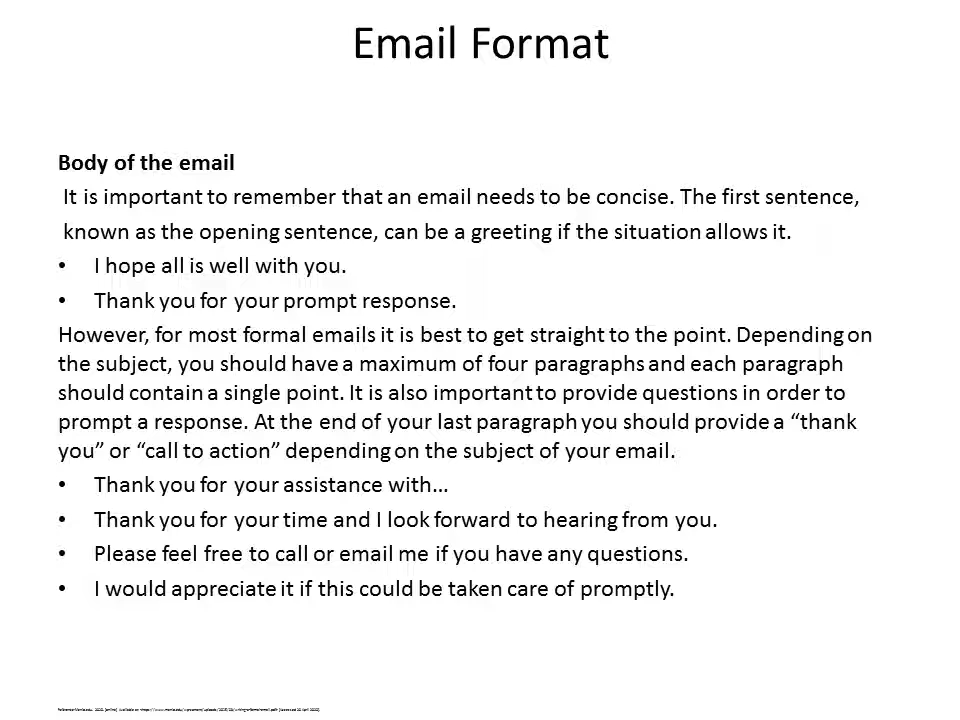 Email Format
Body of the email
It is important to remember that an email needs to be concise. The first sentence,
known as the opening sentence, can be a greeting if the situation allows it.
• I hope all is well with you.
• Thank you for your prompt response.
However, for most formal emails it is best to get straight to the point. Depending on
the subject, you should have a maximum of four paragraphs and each paragraph
should contain a single point. It is also important to provide questions in order to
prompt a response. At the end of your last paragraph you should provide a “thank
you” or “call to action” depending on the subject of your email.
• Thank you for your assistance with…
• Thank you for your time and I look forward to hearing from you.
• Please feel free to call or email me if you have any questions.
• I would appreciate it if this could be taken care of promptly.